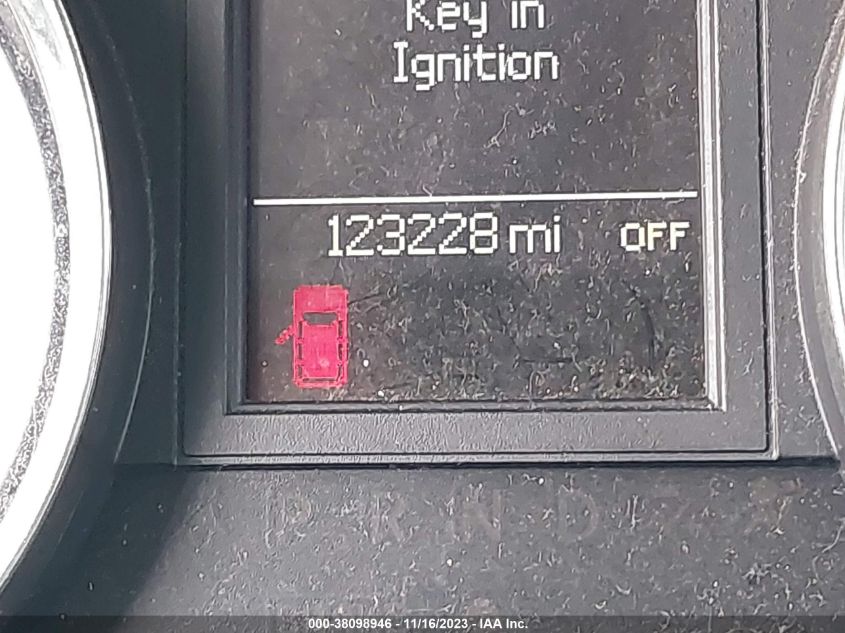 Key in
Ignition
123228 mi OFF
P R N D
000-38098946 - 11/16/2023 - IAA Inc.